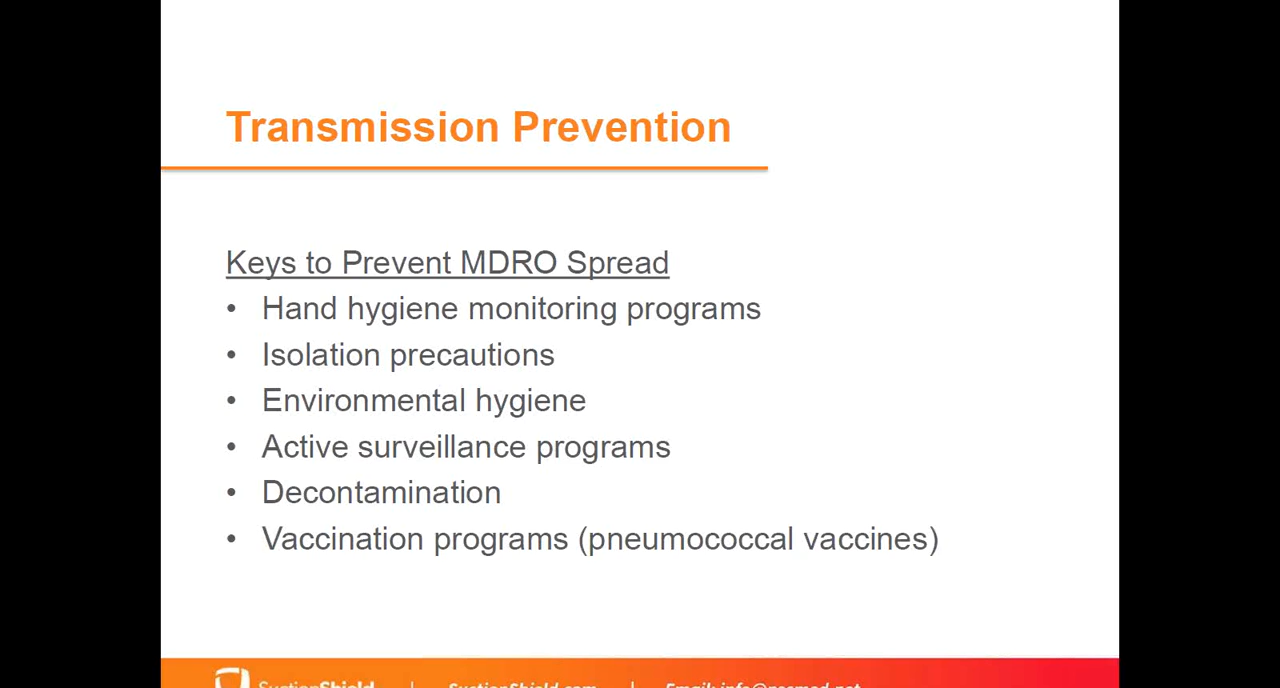 Transmission Prevention
Keys to Prevent MDRO Spread
• Hand hygiene monitoring programs
• Isolation precautions
• Environmental hygiene
• Active surveillance programs
• Decontamination
• Vaccination programs (pneumococcal vaccines)
SuctionShield | SuctionShield.com | Email: